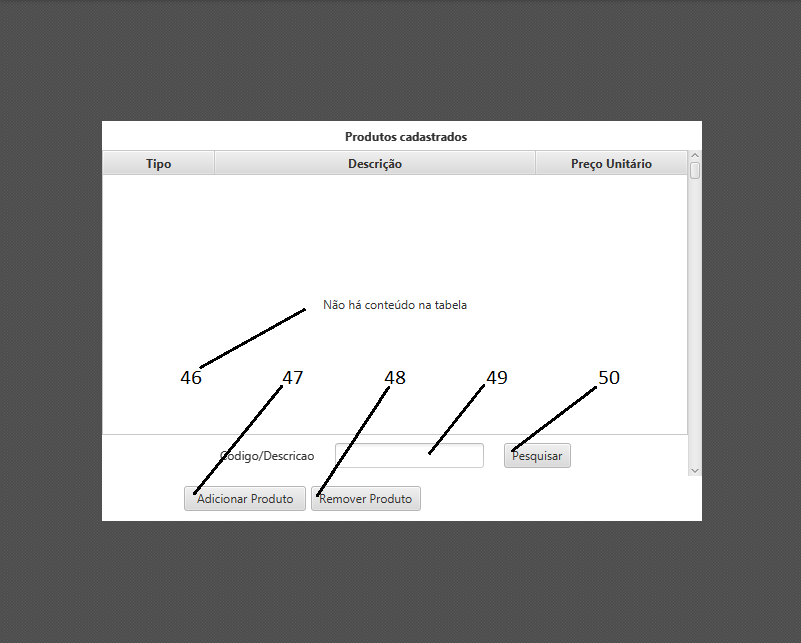 Produtos cadastrados
Tipo Descrição Preço Unitário
Não há conteúdo na tabela
46 47 48 49 50
Codigo/Descricao Pesquisar
Adicionar Produto Remover Produto